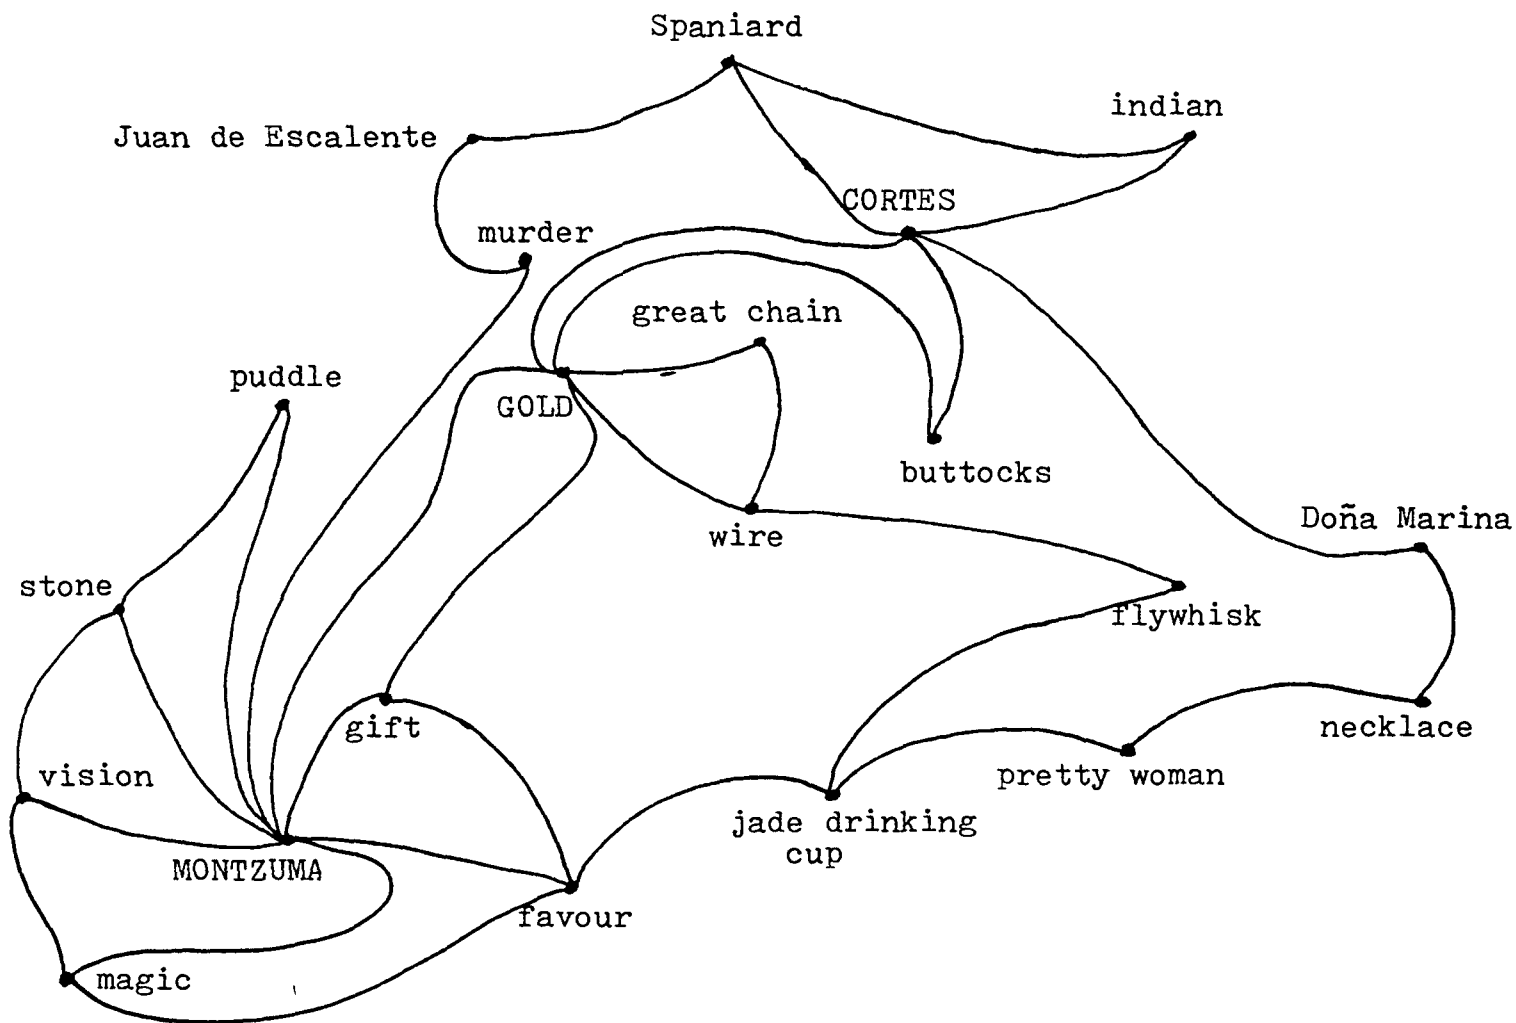 Spaniard
indian
Juan de Escalente
CORTES
murder
great chain
puddle
GOLD
buttocks
Doña Marina
wire
stone
flywhisk
gift
necklace
vision
pretty woman
jade drinking
cup
MONTZUMA
favour
magic